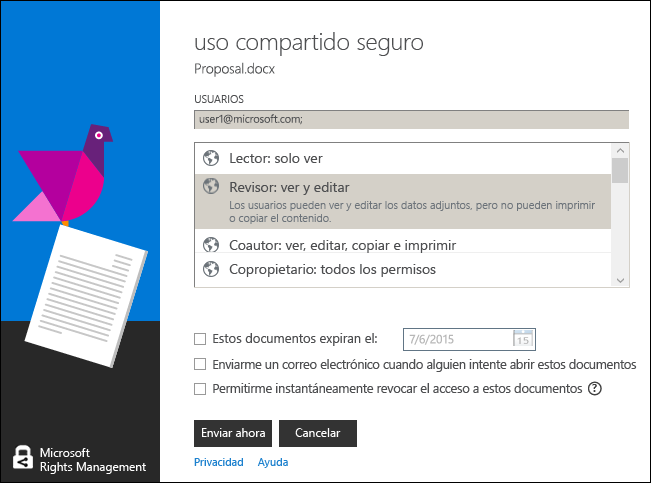 uso compartido seguro
Proposal.docx
USUARIOS
user1@microsoft.com;
Lector: solo ver
Revisor: ver y editar
Los usuarios pueden ver y editar los datos adjuntos, pero no pueden imprimir
o copiar el contenido.
Coautor: ver, editar, copiar e imprimir
Copropietario: todos los permisos
Estos documentos expiran el:
7/6/2015
15
Enviarme un correo electrónico cuando alguien intente abrir estos documentos
Permitirme instantáneamente revocar el acceso a estos documentos ?
Enviar ahora
Cancelar
Privacidad
Ayuda
Microsoft
Rights Management